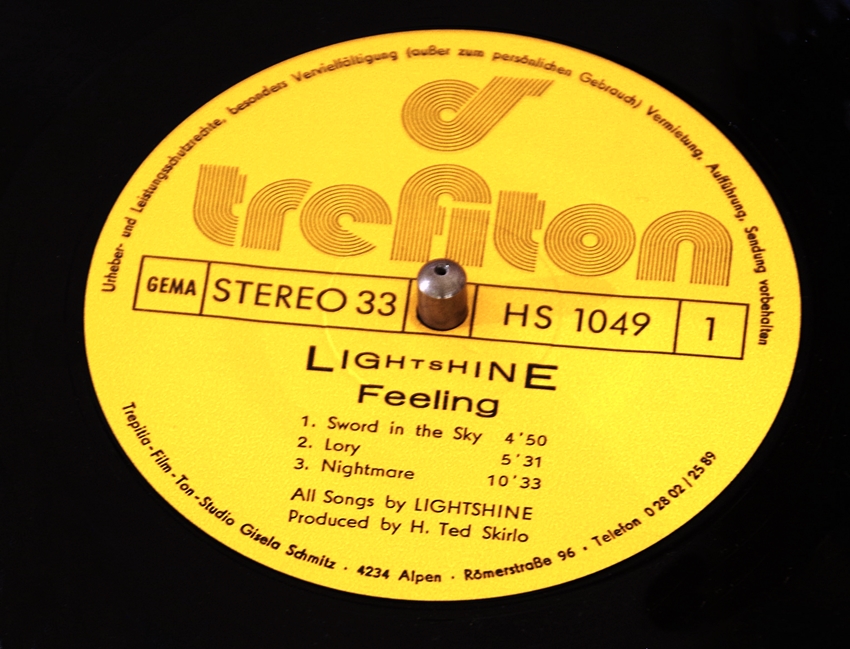 Urheber- und Leistungsschutzrechte, besonders Vervielfältigung (außer zum persönlichen Gebrauch) Vermietung, Aufführung, Sendung vorbehalten
trefiton
GEMA STEREO 33 HS 1049 1
LIGHTSHINE
Feeling
1. Sword in the Sky 4'50
2. Lory 5'31
3. Nightmare 10'33
All Songs by LIGHTSHINE
Produced by H. Ted Skirlo
Trepilia-Film-Ton-Studio Gisela Schmitz · 4234 Alpen · Römerstraße 96 · Telefon 0 28 02 / 25 89